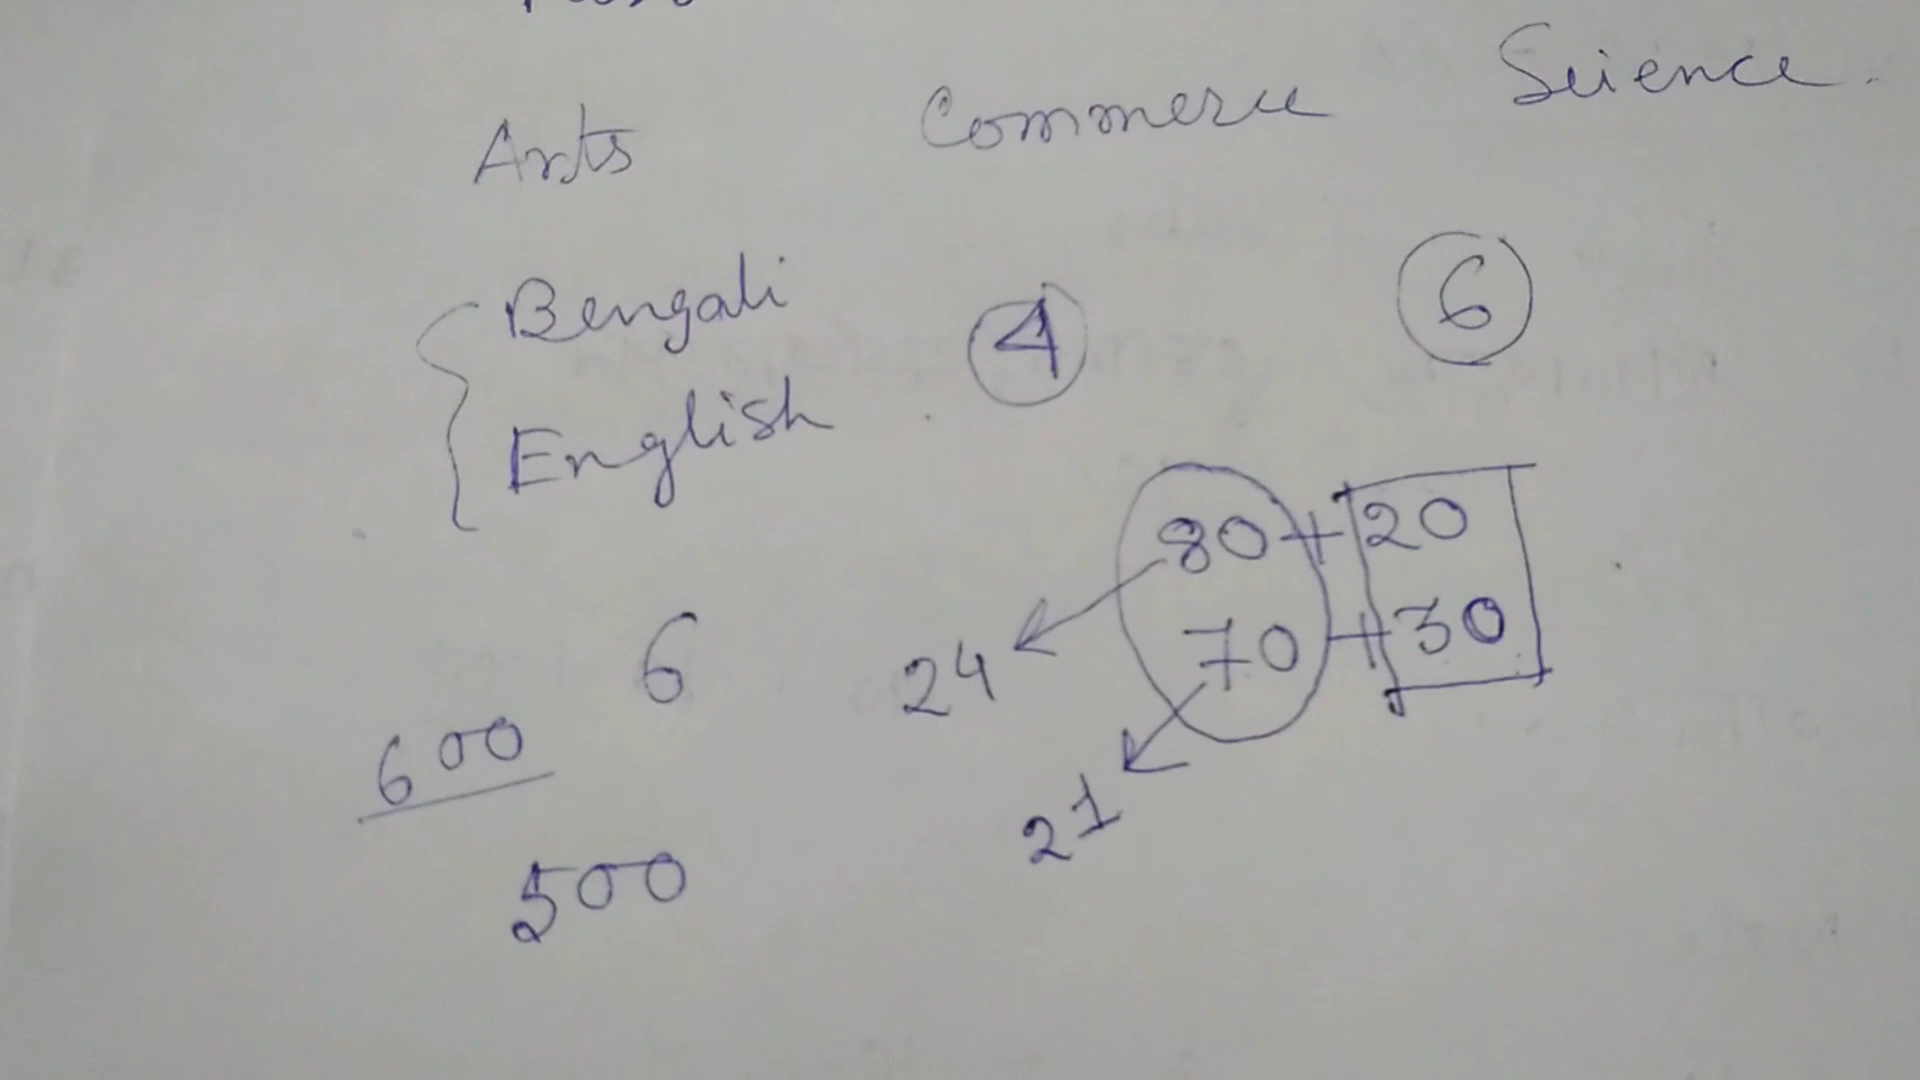 Arts Commerce Science.
Bengali 4 6
English
80+20
70+30
6 24
600 21
500